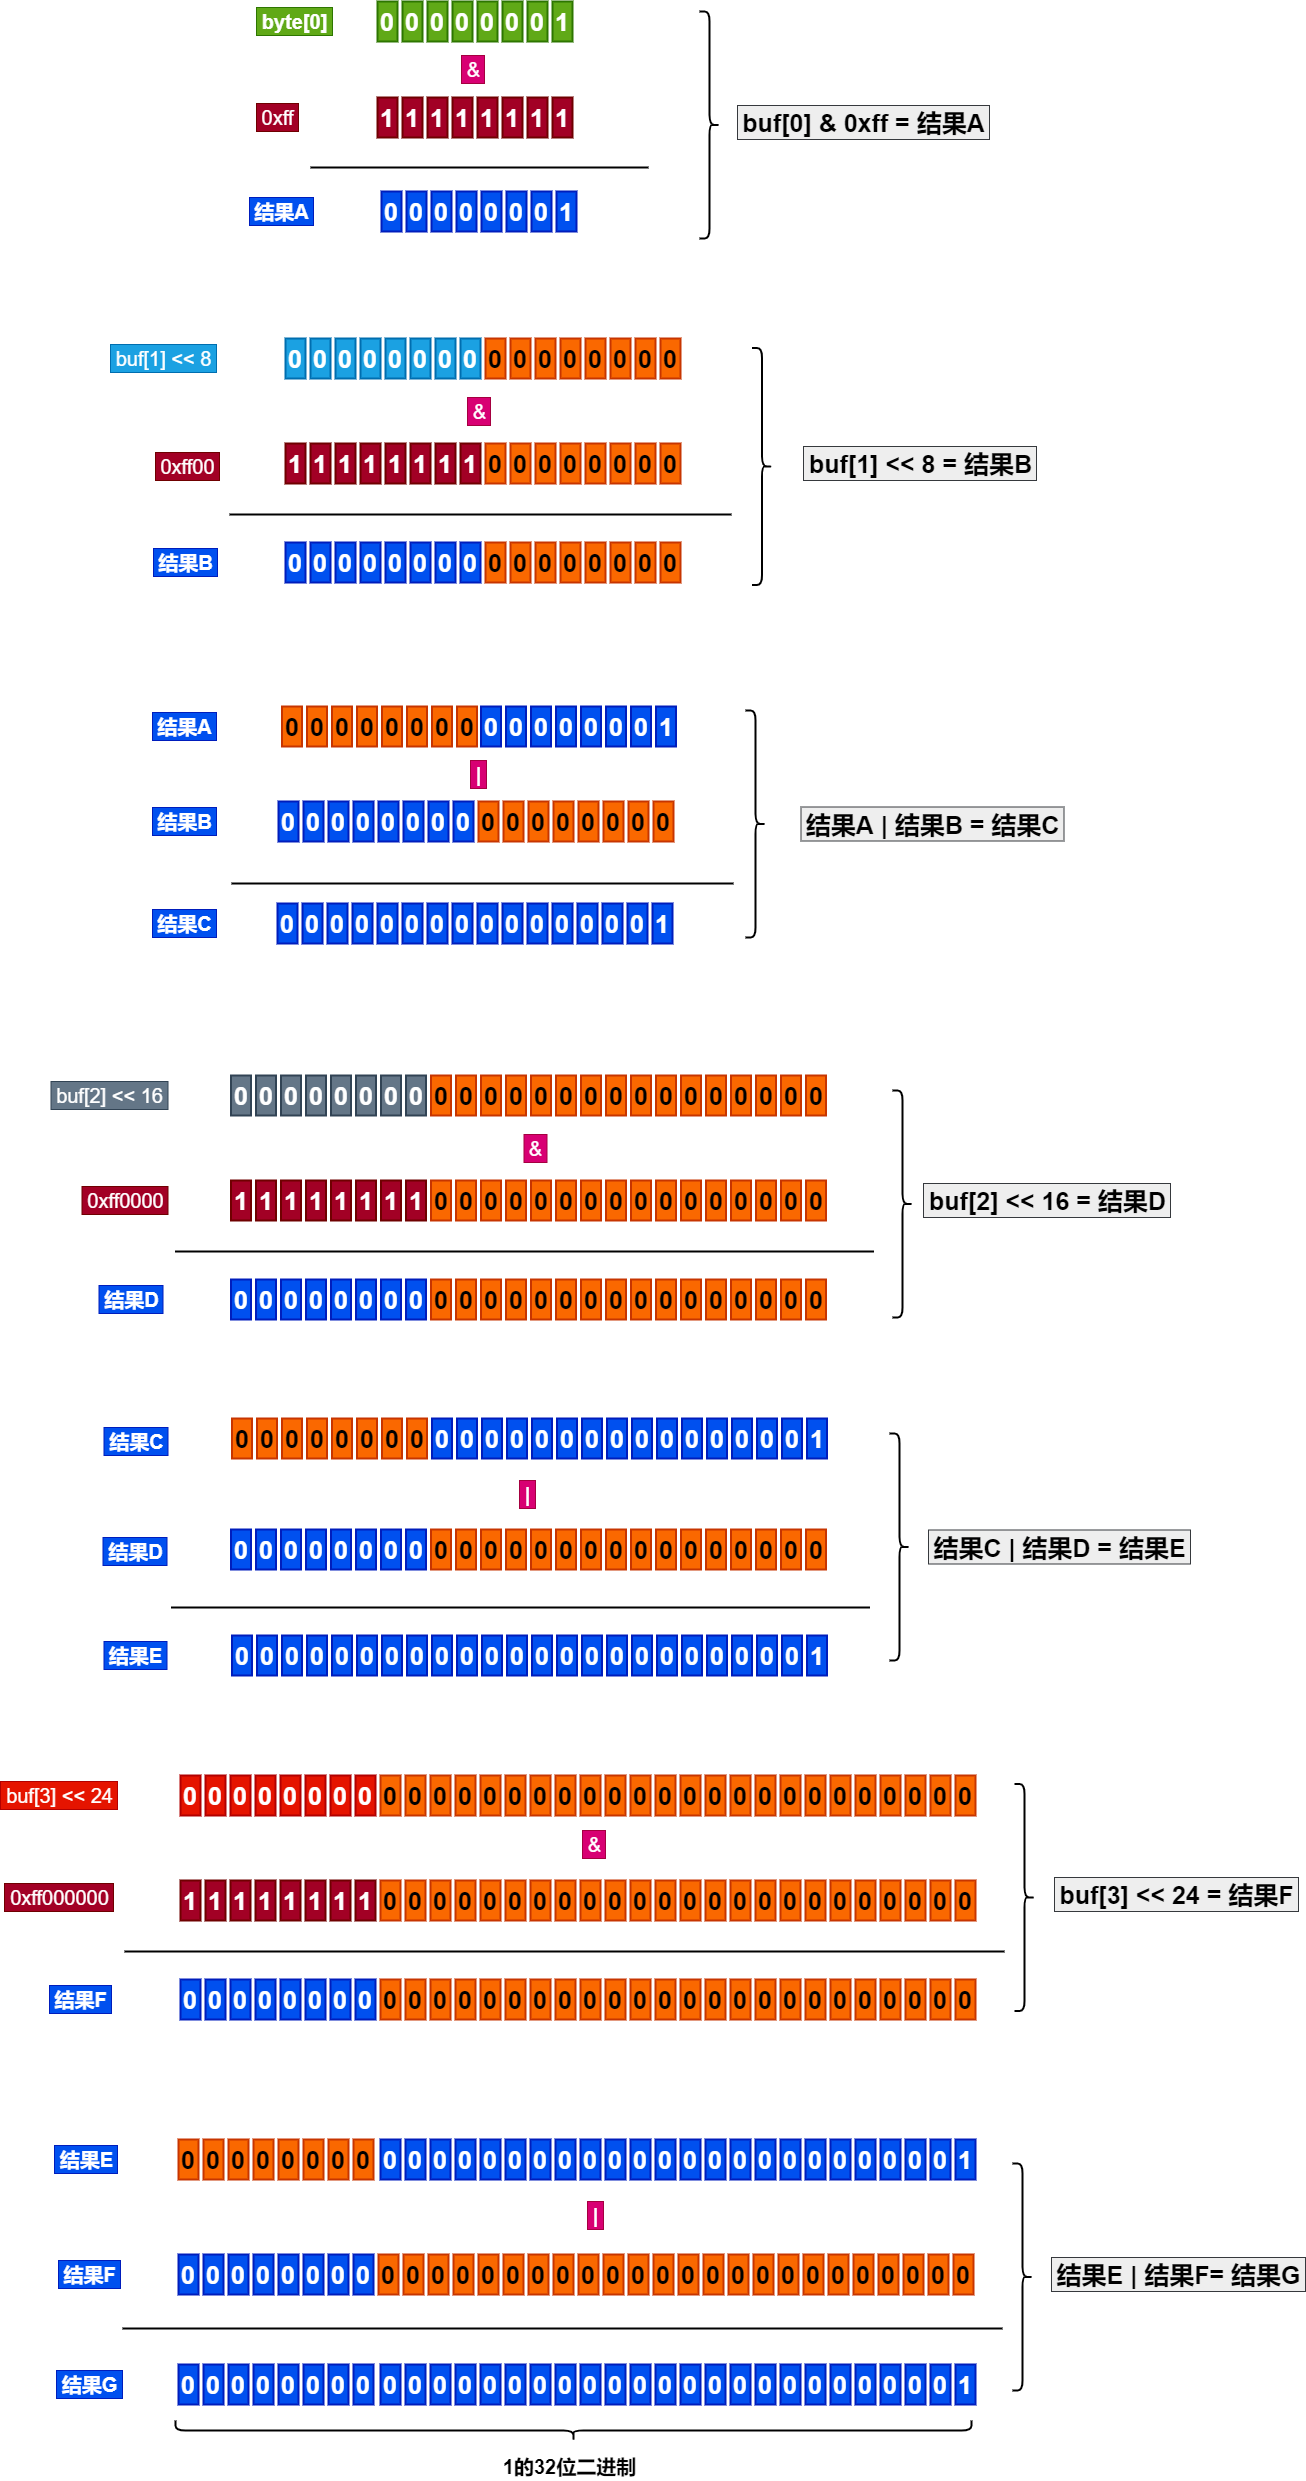 byte[0] 0 0 0 0 0 0 0 1
&
0xff 1 1 1 1 1 1 1 1
buf[0] & 0xff = 结果A
结果A 0 0 0 0 0 0 0 1
buf[1] << 8 0 0 0 0 0 0 0 0 0 0 0 0 0 0 0 0
&
0xff00 1 1 1 1 1 1 1 1 0 0 0 0 0 0 0 0
buf[1] << 8 = 结果B
结果B 0 0 0 0 0 0 0 0 0 0 0 0 0 0 0 0
结果A 0 0 0 0 0 0 0 0 0 0 0 0 0 0 0 1
|
结果B 0 0 0 0 0 0 0 0 0 0 0 0 0 0 0 0
结果A | 结果B = 结果C
结果C 0 0 0 0 0 0 0 0 0 0 0 0 0 0 0 1
buf[2] << 16 0 0 0 0 0 0 0 0 0 0 0 0 0 0 0 0 0 0 0 0 0 0 0 0
&
0xff0000 1 1 1 1 1 1 1 1 0 0 0 0 0 0 0 0 0 0 0 0 0 0 0 0
buf[2] << 16 = 结果D
结果D 0 0 0 0 0 0 0 0 0 0 0 0 0 0 0 0 0 0 0 0 0 0 0 0
结果C 0 0 0 0 0 0 0 0 0 0 0 0 0 0 0 0 0 0 0 0 0 0 0 1
|
结果D 0 0 0 0 0 0 0 0 0 0 0 0 0 0 0 0 0 0 0 0 0 0 0 0
结果C | 结果D = 结果E
结果E 0 0 0 0 0 0 0 0 0 0 0 0 0 0 0 0 0 0 0 0 0 0 0 1
buf[3] << 24 0 0 0 0 0 0 0 0 0 0 0 0 0 0 0 0 0 0 0 0 0 0 0 0 0 0 0 0 0 0 0 0
&
0xff000000 1 1 1 1 1 1 1 1 0 0 0 0 0 0 0 0 0 0 0 0 0 0 0 0 0 0 0 0 0 0 0 0
buf[3] << 24 = 结果F
结果F 0 0 0 0 0 0 0 0 0 0 0 0 0 0 0 0 0 0 0 0 0 0 0 0 0 0 0 0 0 0 0 0
结果E 0 0 0 0 0 0 0 0 0 0 0 0 0 0 0 0 0 0 0 0 0 0 0 0 0 0 0 0 0 0 0 1
|
结果F 0 0 0 0 0 0 0 0 0 0 0 0 0 0 0 0 0 0 0 0 0 0 0 0 0 0 0 0 0 0 0 0
结果E | 结果F= 结果G
结果G 0 0 0 0 0 0 0 0 0 0 0 0 0 0 0 0 0 0 0 0 0 0 0 0 0 0 0 0 0 0 0 1
1的32位二进制